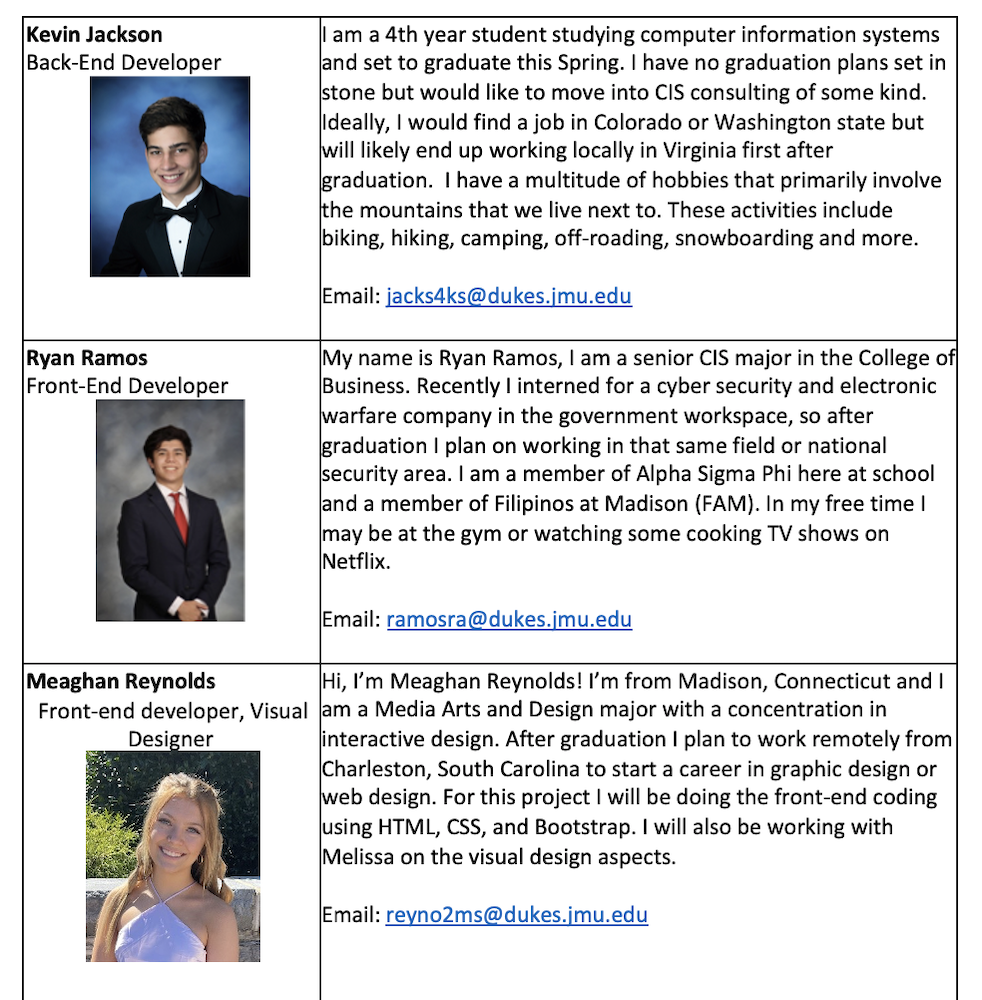 Kevin Jackson
Back-End Developer
I am a 4th year student studying computer information systems
and set to graduate this Spring. I have no graduation plans set in
stone but would like to move into CIS consulting of some kind.
Ideally, I would find a job in Colorado or Washington state but
will likely end up working locally in Virginia first after
graduation.  I have a multitude of hobbies that primarily involve
the mountains that we live next to. These activities include
biking, hiking, camping, off-roading, snowboarding and more.
Email: jacks4ks@dukes.jmu.edu
Ryan Ramos
Front-End Developer
My name is Ryan Ramos, I am a senior CIS major in the College of
Business. Recently I interned for a cyber security and electronic
warfare company in the government workspace, so after
graduation I plan on working in that same field or national
security area. I am a member of Alpha Sigma Phi here at school
and a member of Filipinos at Madison (FAM). In my free time I
may be at the gym or watching some cooking TV shows on
Netflix.
Email: ramosra@dukes.jmu.edu
Meaghan Reynolds
Front-end developer, Visual
Designer
Hi, I’m Meaghan Reynolds! I’m from Madison, Connecticut and I
am a Media Arts and Design major with a concentration in
interactive design. After graduation I plan to work remotely from
Charleston, South Carolina to start a career in graphic design or
web design. For this project I will be doing the front-end coding
using HTML, CSS, and Bootstrap. I will also be working with
Melissa on the visual design aspects.
Email: reyno2ms@dukes.jmu.edu